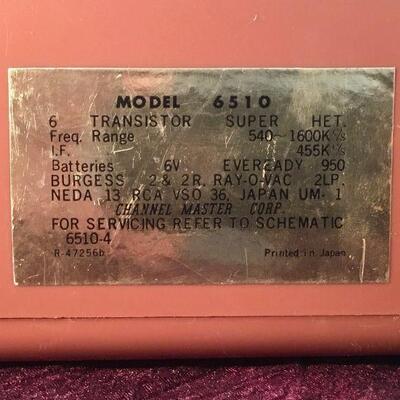 MODEL 6510
6 TRANSISTOR SUPER HET.
Freq. Range 540~1600K c/s
I.F. 455K c/s
Batteries 6V EVEREADY 950
BURGESS 2 & 2R, RAY-O-VAC 2LP.
NEDA 13, RCA VSO 36, JAPAN UM-1
CHANNEL MASTER CORP.
FOR SERVICING REFER TO SCHEMATIC
6510-4
R-47256b Printed in Japan